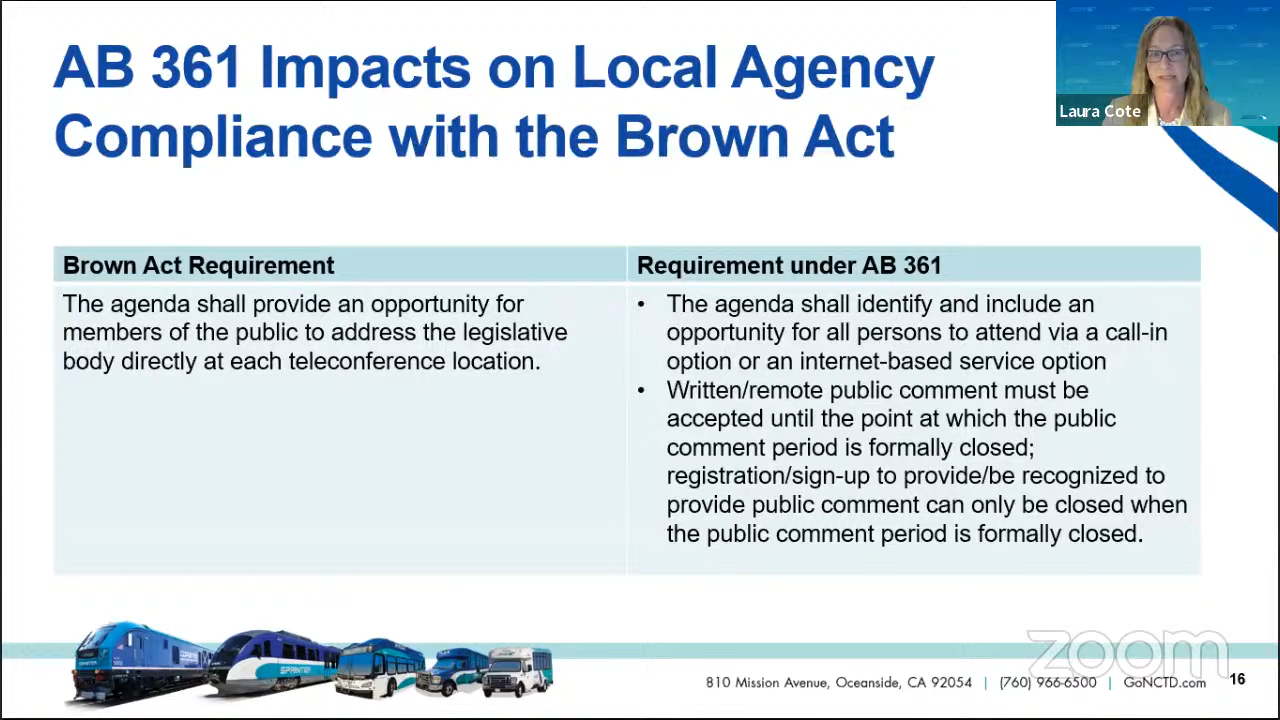 AB 361 Impacts on Local Agency
Compliance with the Brown Act
Laura Cote
Brown Act Requirement
The agenda shall provide an opportunity for
members of the public to address the legislative
body directly at each teleconference location.
Requirement under AB 361
• The agenda shall identify and include an
opportunity for all persons to attend via a call-in
option or an internet-based service option
• Written/remote public comment must be
accepted until the point at which the public
comment period is formally closed;
registration/sign-up to provide/be recognized to
provide public comment can only be closed when
the public comment period is formally closed.
SPRINTER
zoom
810 Mission Avenue, Oceanside, CA 92054 | (760) 966-6500 | GoNCTD.com
16